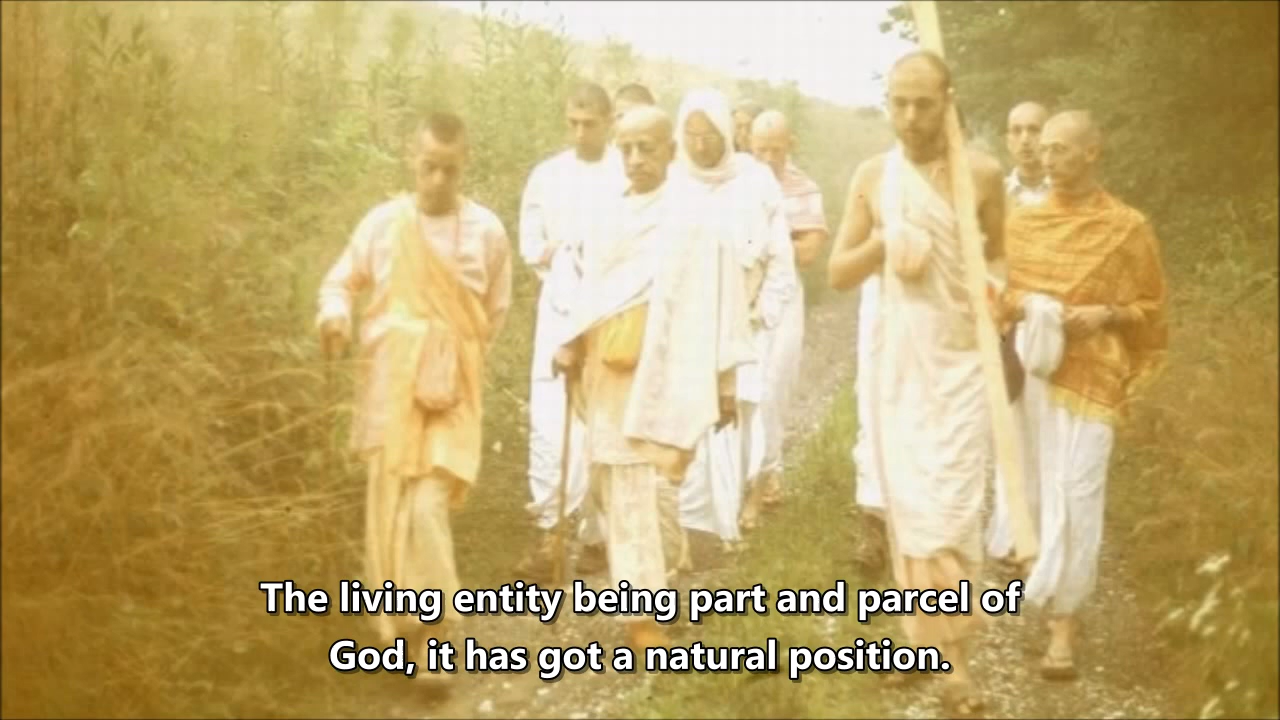 The living entity being part and parcel of
God, it has got a natural position.